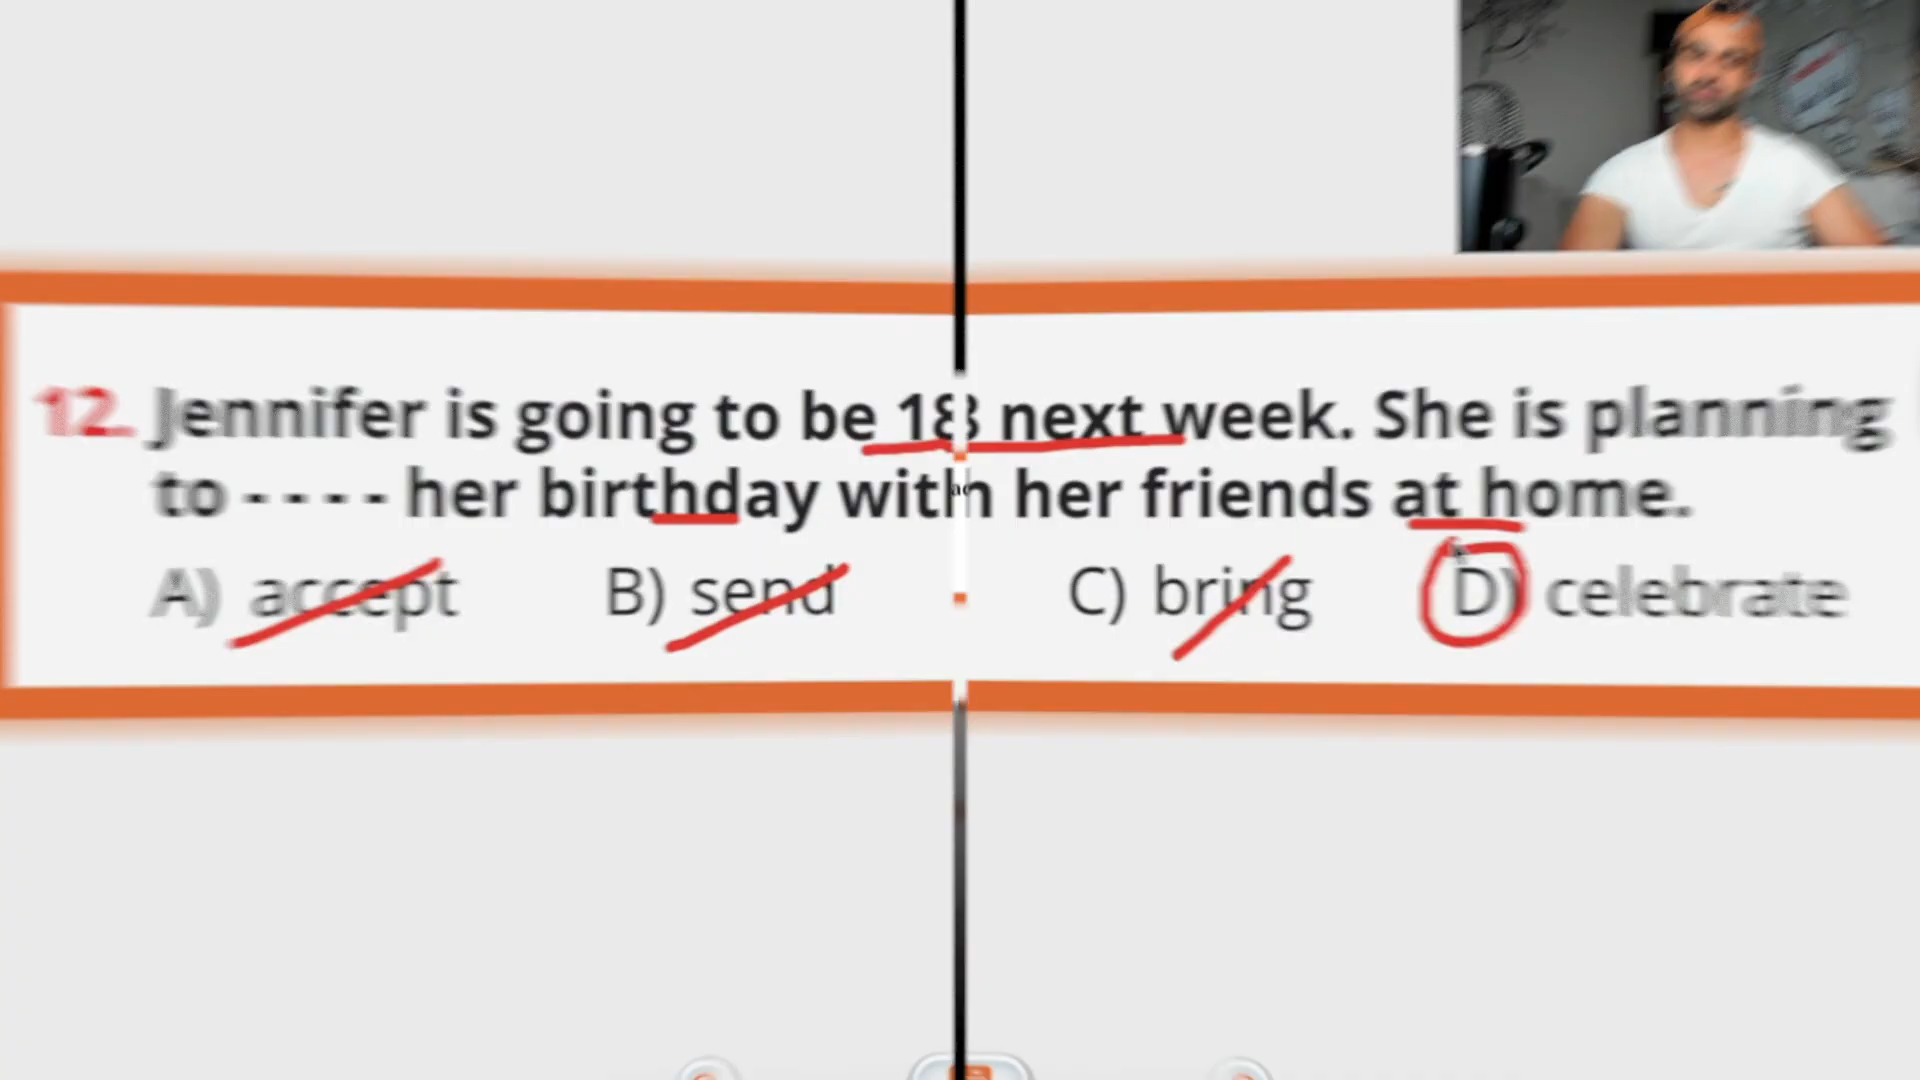 12. Jennifer is going to be 18 next week. She is planning
to ---- her birthday with her friends at home.
A) accept B) send C) bring D) celebrate